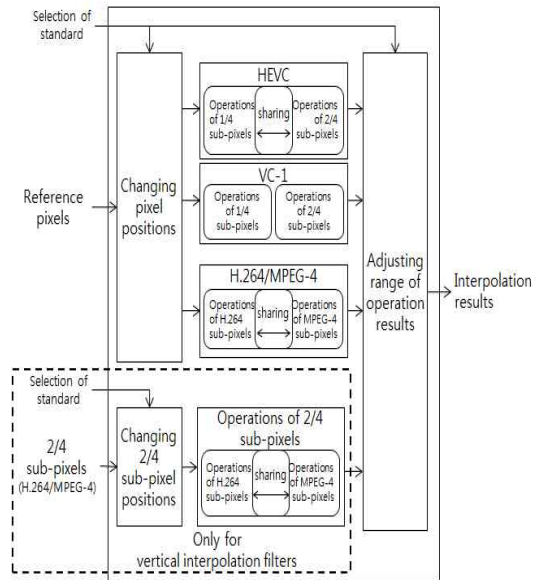 Selection of
standard
HEVC
Operations
of 1/4
sub-pixels
sharing
Operations
of 2/4
sub-pixels
VC-1
Operations
of 1/4
sub-pixels
Operations
of 2/4
sub-pixels
Reference
pixels
Changing
pixel
positions
H.264/MPEG-4
Operations
of H.264
sub-pixels
sharing
Operations
of MPEG-4
sub-pixels
Adjusting
range of
operation
results
Interpolation
results
Selection of
standard
2/4
sub-pixels
(H.264/MPEG-4)
Changing
2/4
sub-pixel
positions
Operations of 2/4
sub-pixels
Operations
of H.264
sub-pixels
sharing
Operations
of MPEG-4
sub-pixels
Only for
vertical interpolation filters